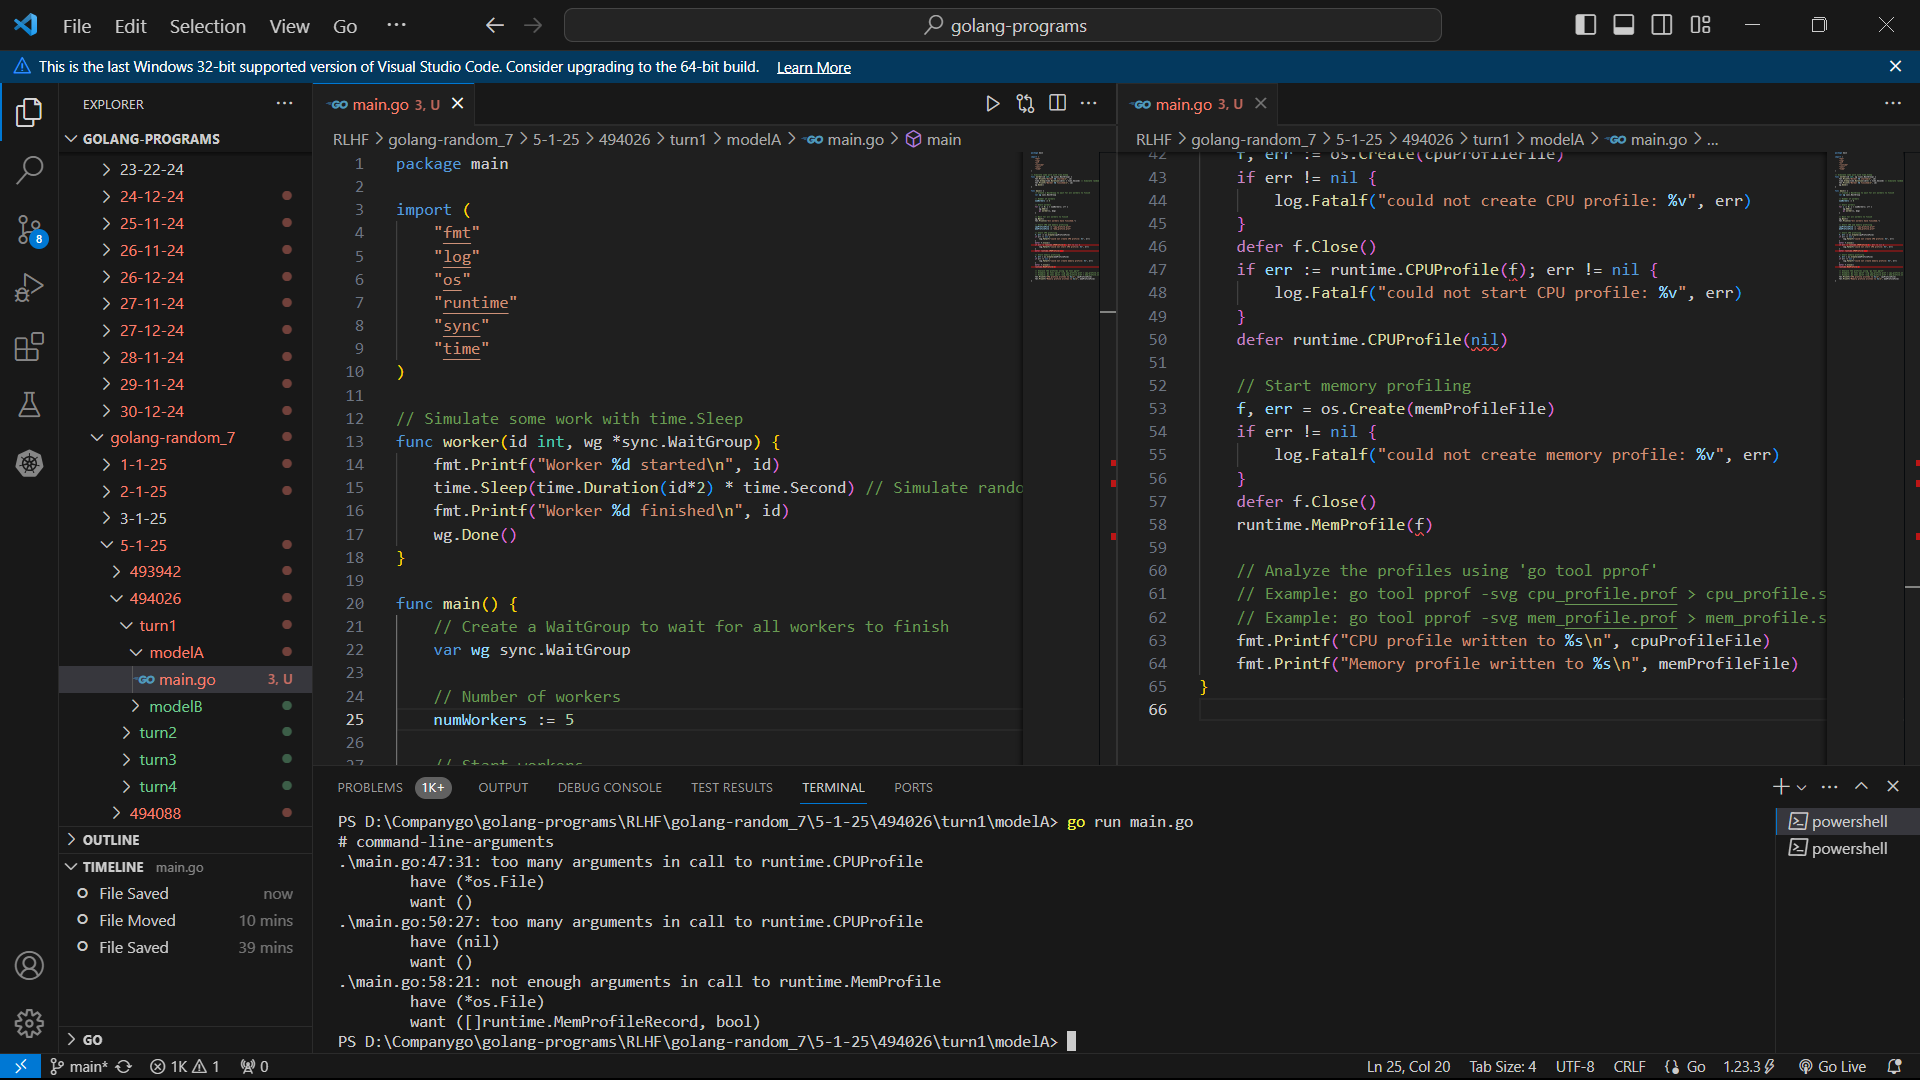 File Edit Selection View Go ··· golang-programs
This is the last Windows 32-bit supported version of Visual Studio Code. Consider upgrading to the 64-bit build. Learn More
EXPLORER
GOLANG-PROGRAMS
23-22-24
24-12-24
25-11-24
26-11-24
26-12-24
27-11-24
27-12-24
28-11-24
29-11-24
30-12-24
golang-random_7
1-1-25
2-1-25
3-1-25
5-1-25
493942
494026
turn1
modelA
main.go 3, U
modelB
turn2
turn3
turn4
494088
OUTLINE
TIMELINE main.go
File Saved now
File Moved 10 mins
File Saved 39 mins
GO
8
main.go 3, U
RLHF > golang-random_7 > 5-1-25 > 494026 > turn1 > modelA > main.go > main
1 package main
2
3 import (
4 "fmt"
5 "log"
6 "os"
7 "runtime"
8 "sync"
9 "time"
10 )
11
12 // Simulate some work with time.Sleep
13 func worker(id int, wg *sync.WaitGroup) {
14 fmt.Printf("Worker %d started\n", id)
15 time.Sleep(time.Duration(id*2) * time.Second) // Simulate rando
16 fmt.Printf("Worker %d finished\n", id)
17 wg.Done()
18 }
19
20 func main() {
21 // Create a WaitGroup to wait for all workers to finish
22 var wg sync.WaitGroup
23
24 // Number of workers
25 numWorkers := 5
26
27 // Start workers
main.go 3, U
RLHF > golang-random_7 > 5-1-25 > 494026 > turn1 > modelA > main.go > ...
42 f, err := os.Create(cpuProfileFile)
43 if err != nil {
44 log.Fatalf("could not create CPU profile: %v", err)
45 }
46 defer f.Close()
47 if err := runtime.CPUProfile(f); err != nil {
48 log.Fatalf("could not start CPU profile: %v", err)
49 }
50 defer runtime.CPUProfile(nil)
51
52 // Start memory profiling
53 f, err = os.Create(memProfileFile)
54 if err != nil {
55 log.Fatalf("could not create memory profile: %v", err)
56 }
57 defer f.Close()
58 runtime.MemProfile(f)
59
60 // Analyze the profiles using 'go tool pprof'
61 // Example: go tool pprof -svg cpu_profile.prof > cpu_profile.s
62 // Example: go tool pprof -svg mem_profile.prof > mem_profile.s
63 fmt.Printf("CPU profile written to %s\n", cpuProfileFile)
64 fmt.Printf("Memory profile written to %s\n", memProfileFile)
65 }
66
PROBLEMS 1K+ OUTPUT DEBUG CONSOLE TEST RESULTS TERMINAL PORTS
PS D:\Companygo\golang-programs\RLHF\golang-random_7\5-1-25\494026\turn1\modelA> go run main.go
# command-line-arguments
.\main.go:47:31: too many arguments in call to runtime.CPUProfile
have (*os.File)
want ()
.\main.go:50:27: too many arguments in call to runtime.CPUProfile
have (nil)
want ()
.\main.go:58:21: not enough arguments in call to runtime.MemProfile
have (*os.File)
want ([]runtime.MemProfileRecord, bool)
PS D:\Companygo\golang-programs\RLHF\golang-random_7\5-1-25\494026\turn1\modelA>
powershell
powershell
main* 1K 1 0 Ln 25, Col 20 Tab Size: 4 UTF-8 CRLF Go 1.23.3 Go Live